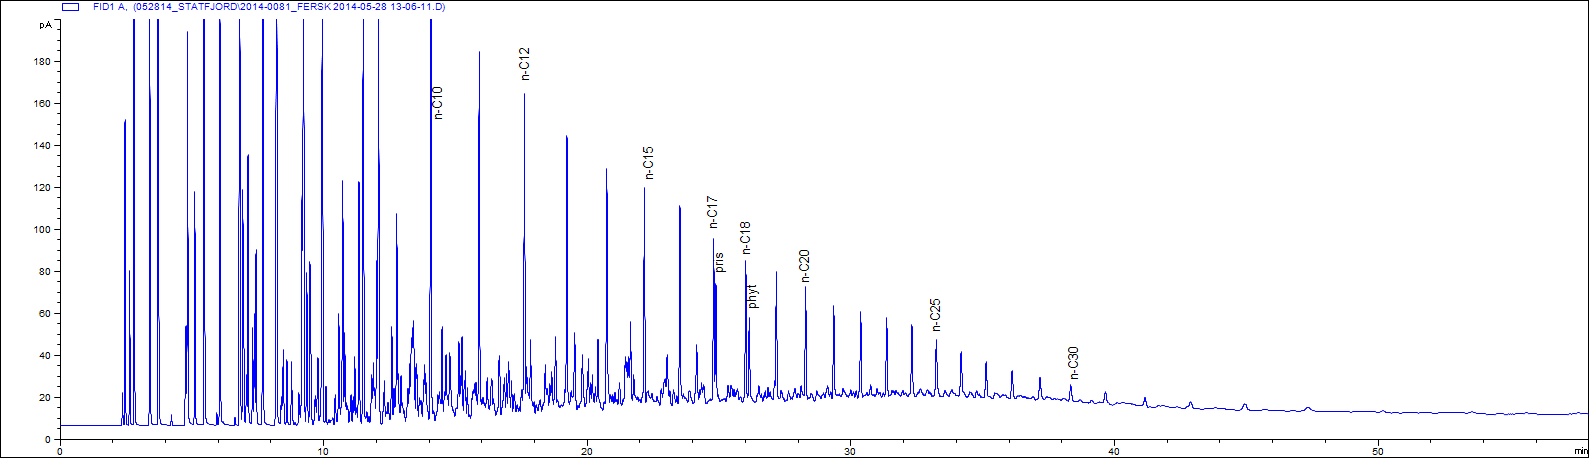 FID1 A, (052814_STATFJORD\2014-0081_FERSK 2014-05-28 13-06-11.D)
pA
180
160
140
120
100
80
60
40
20
0
n-C10
n-C12
n-C15
n-C17
pris
n-C18
phyt
n-C20
n-C25
n-C30
0
10
20
30
40
50
min